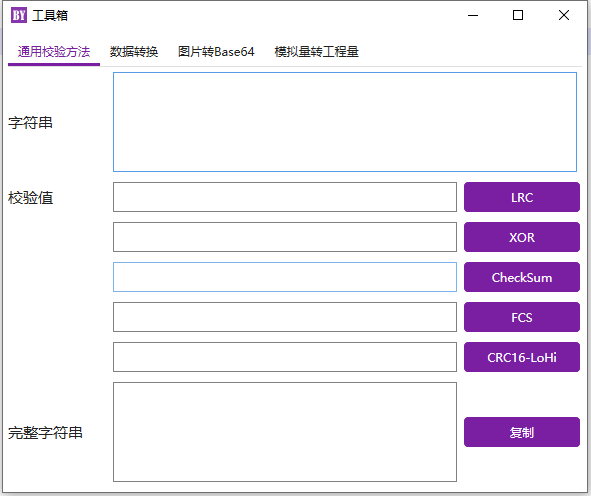 BY 工具箱
通用校验方法 数据转换 图片转Base64 模拟量转工程量
字符串
校验值 LRC
XOR
CheckSum
FCS
CRC16-LoHi
完整字符串 复制